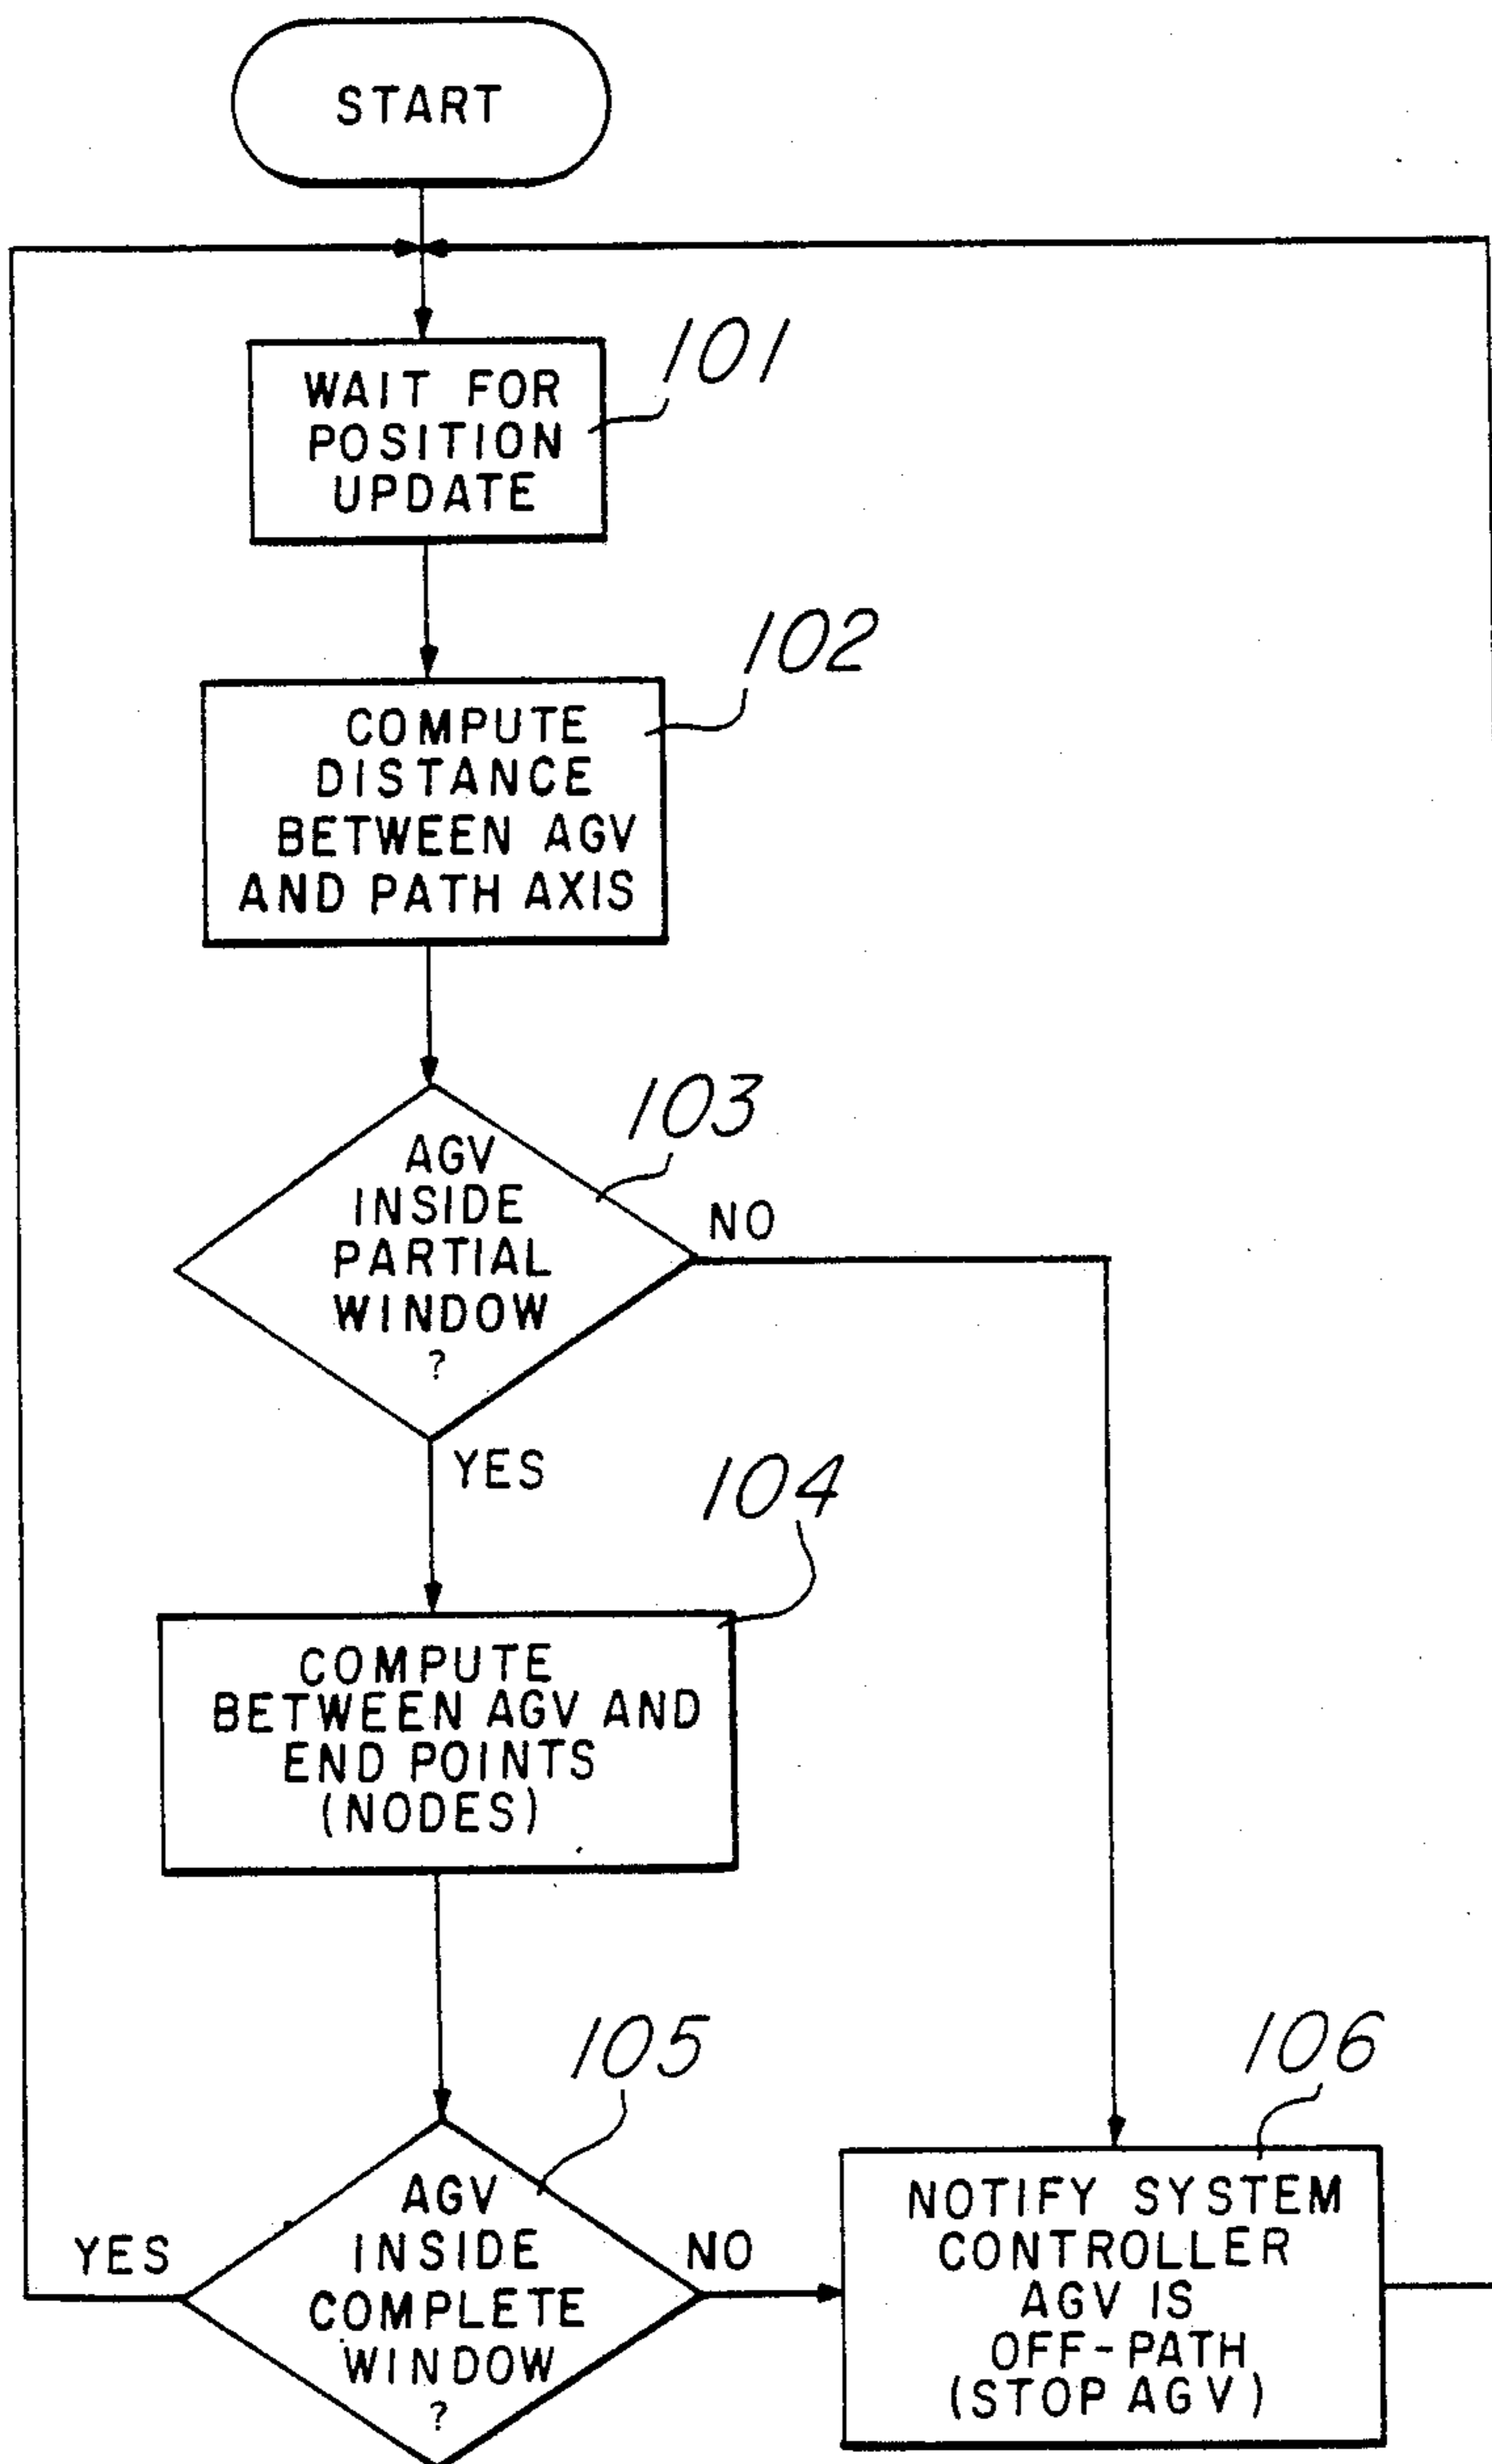 START
101
WAIT FOR
POSITION
UPDATE
102
COMPUTE
DISTANCE
BETWEEN AGV
AND PATH AXIS
103
AGV
INSIDE
PARTIAL
WINDOW
?
NO
YES
104
COMPUTE
BETWEEN AGV AND
END POINTS
(NODES)
105
AGV
INSIDE
COMPLETE
WINDOW
?
YES
NO
106
NOTIFY SYSTEM
CONTROLLER
AGV IS
OFF-PATH
(STOP AGV)